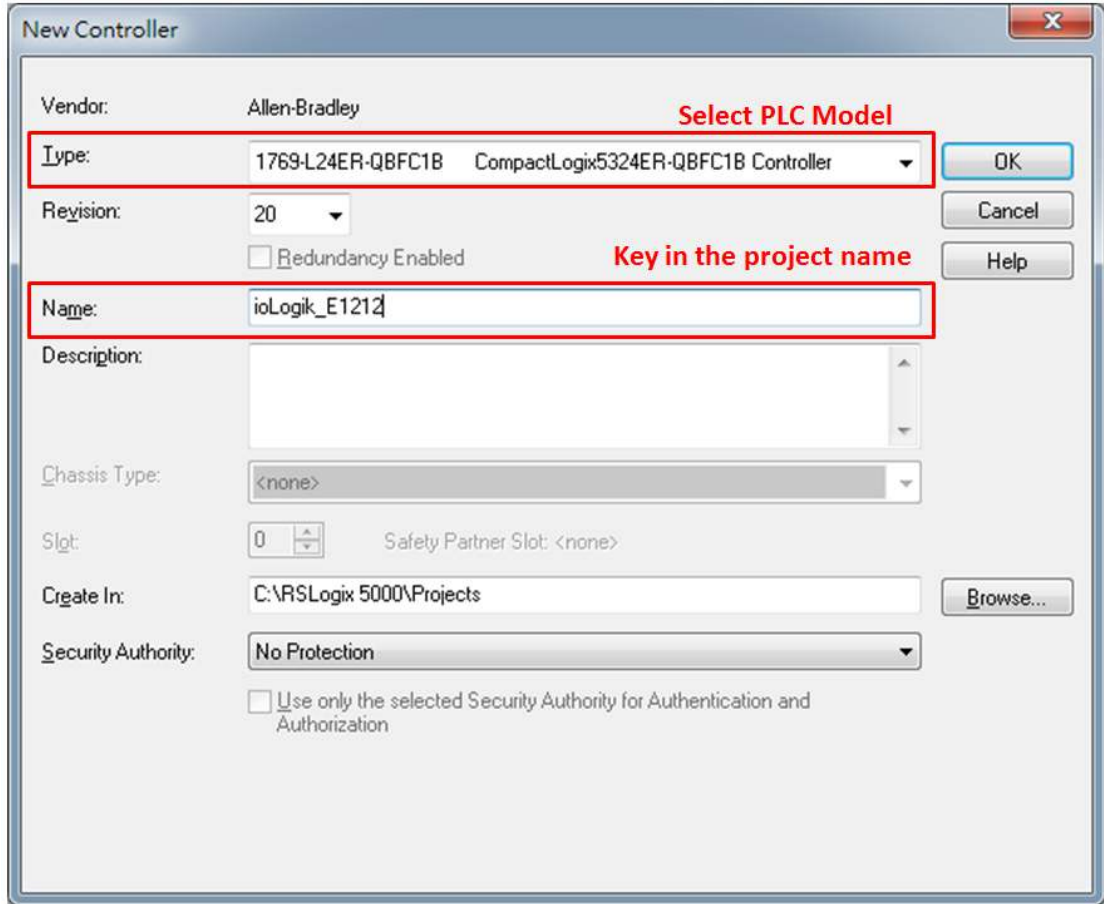 New Controller
Vendor: Allen-Bradley
Select PLC Model
Type: 1769-L24ER-QBFC1B CompactLogix5324ER-QBFC1B Controller OK
Revision: 20 Cancel
Redundancy Enabled
Key in the project name
Help
Name: ioLogik_E1212
Description:
Chassis Type: <none>
Slot: 0 Safety Partner Slot: <none>
Create In: C:\RSLogix 5000\Projects Browse...
Security Authority: No Protection
Use only the selected Security Authority for Authentication and
Authorization